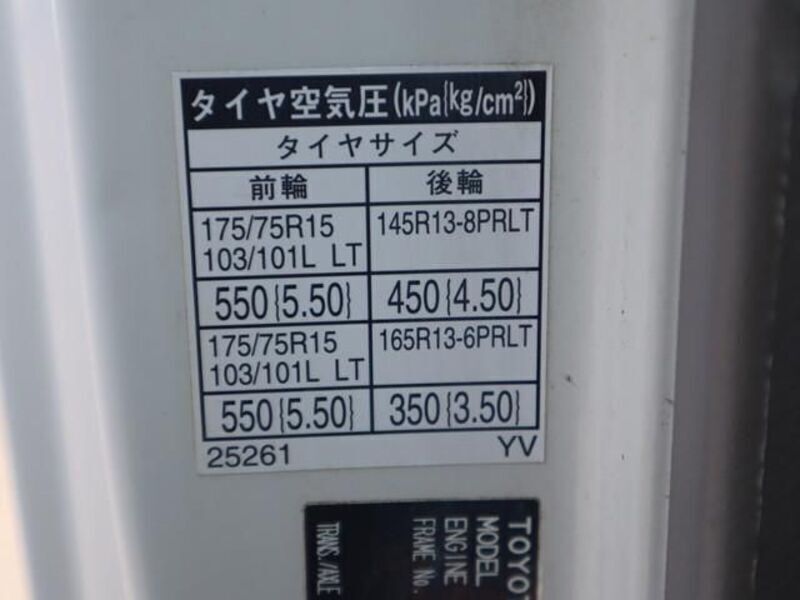 タイヤ空気圧(kPa{kg/cm²})
タイヤサイズ
前輪 後輪
175/75R15 145R13-8PRLT
103/101L LT
550{5.50} 450{4.50}
175/75R15 165R13-6PRLT
103/101L LT
550{5.50} 350{3.50}
25261 YV
MODEL
ENGINE
FRAME No.
TRANS./AXLE